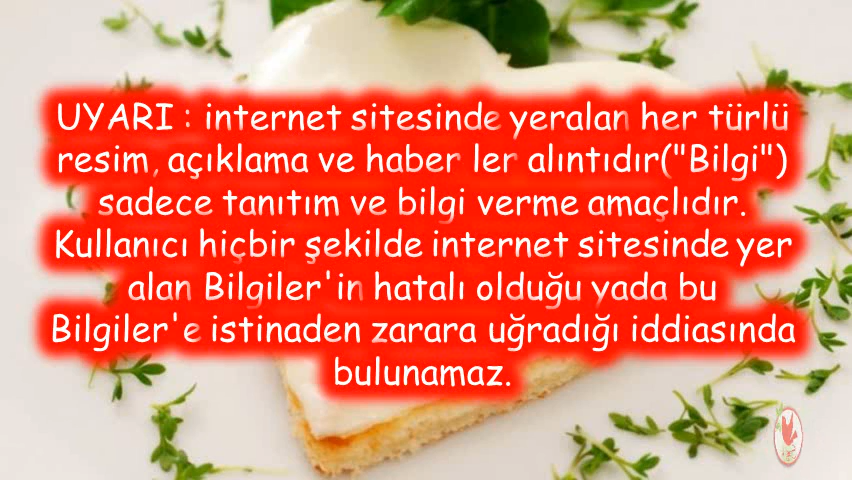 UYARI : internet sitesinde yeralan her türlü
resim, açıklama ve haber ler alıntıdır("Bilgi")
sadece tanıtım ve bilgi verme amaçlıdır.
Kullanıcı hiçbir şekilde internet sitesinde yer
alan Bilgiler'in hatalı olduğu yada bu
Bilgiler'e istinaden zarara uğradığı iddiasında
bulunamaz.